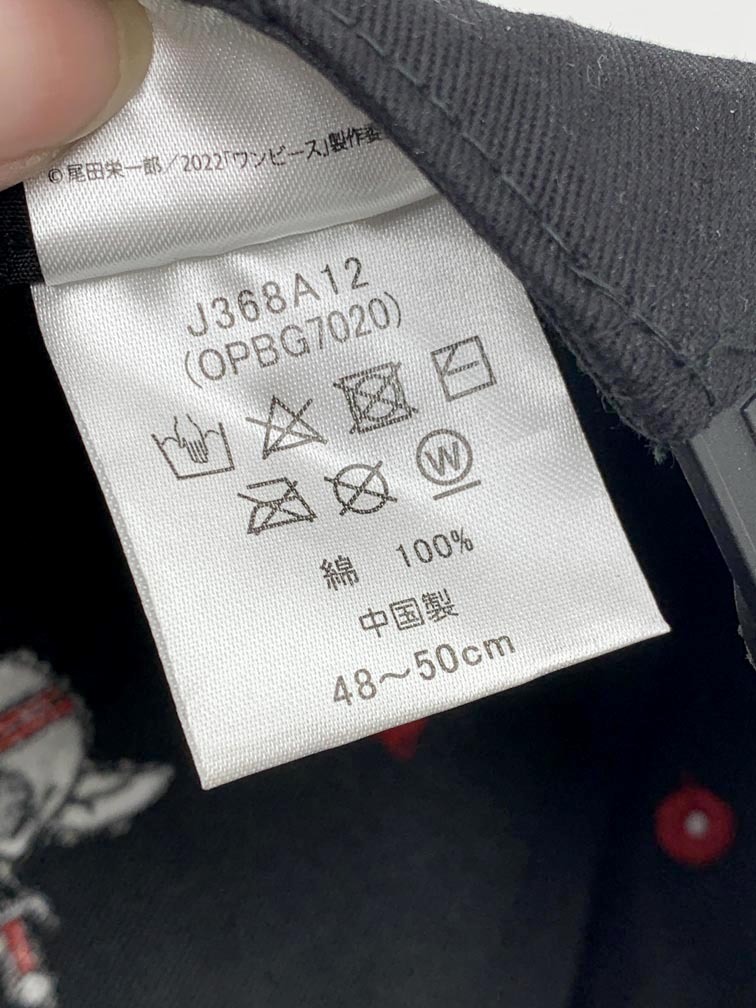 © 尾田栄一郎／2022「ワンピース」製作委
J368A12
(OPBG7020)
W
綿 100%
中国製
48～50cm